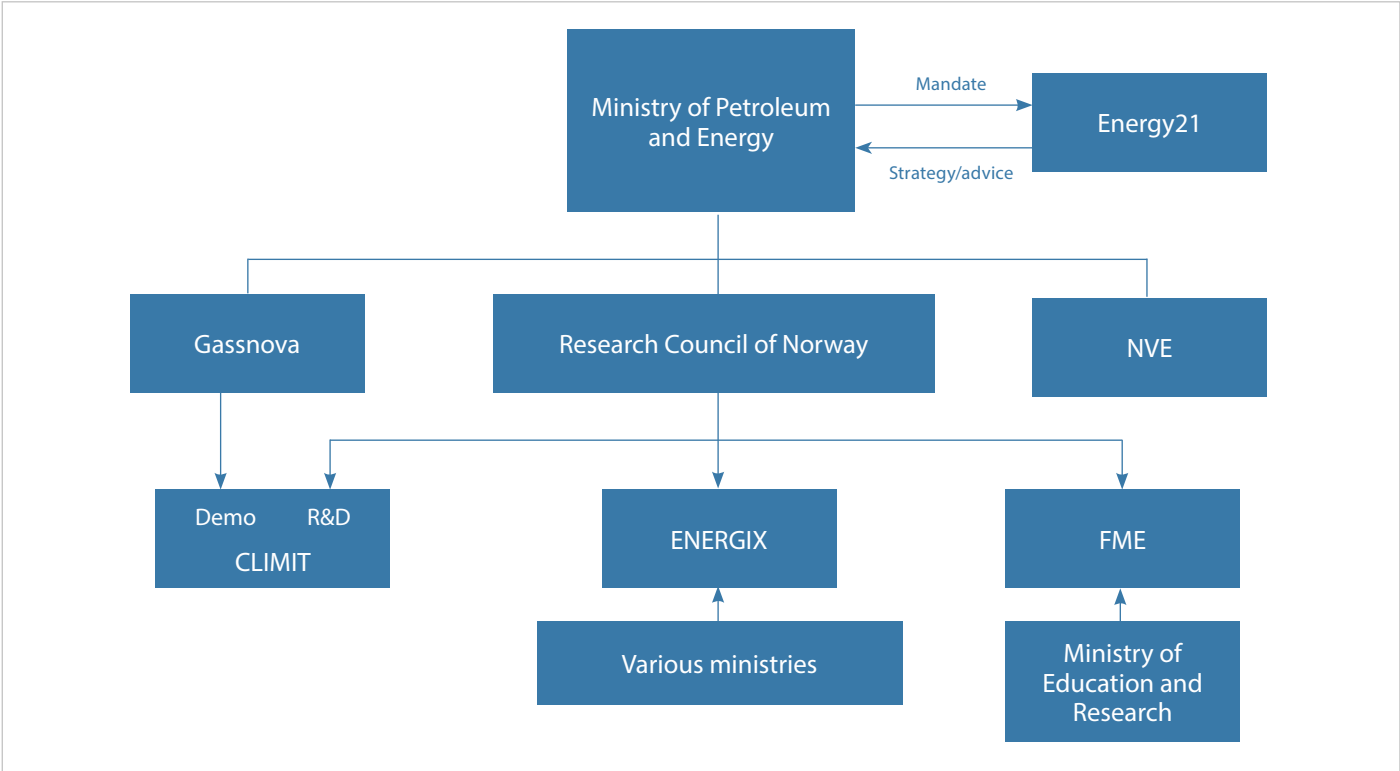 Ministry of Petroleum
and Energy
Mandate
Strategy/advice
Energy21
Gassnova
Research Council of Norway
NVE
Demo R&D
CLIMIT
ENERGIX
FME
Various ministries
Ministry of
Education and
Research